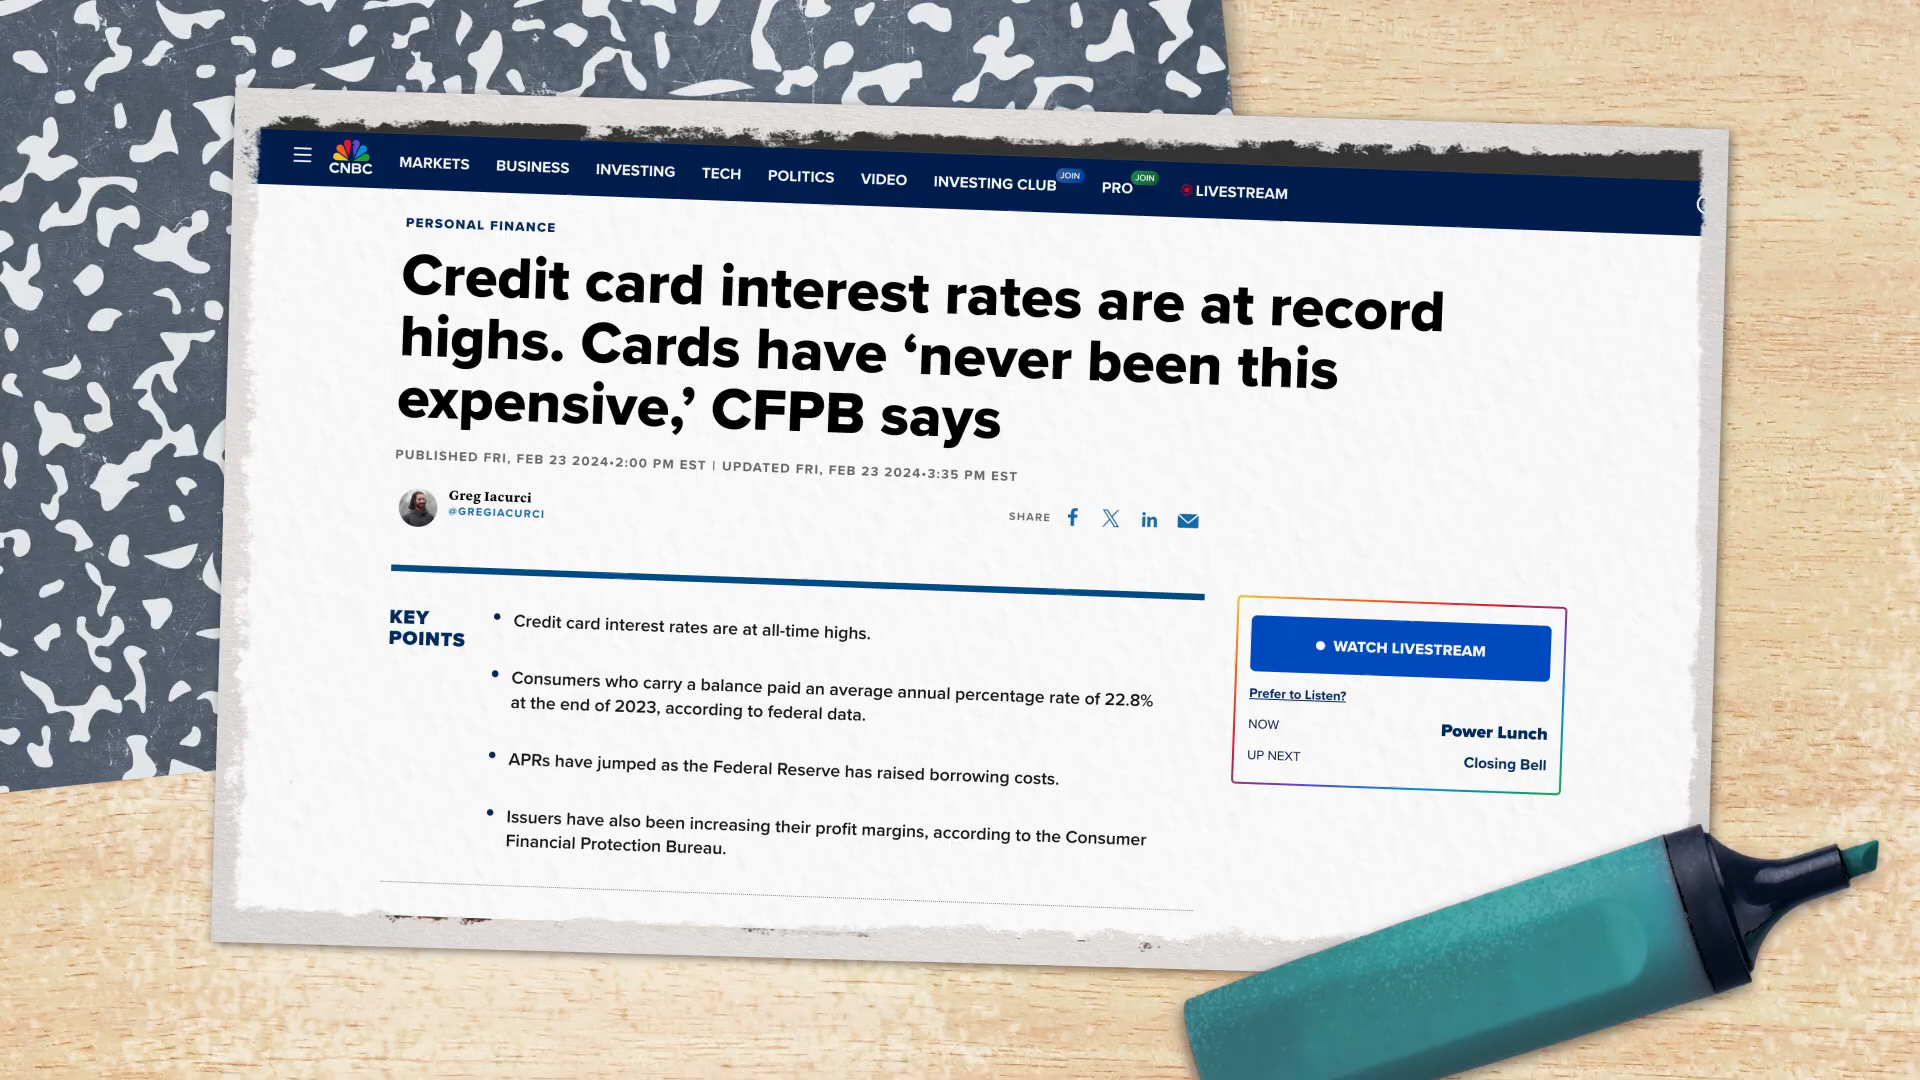 CNBC
MARKETS BUSINESS INVESTING TECH POLITICS VIDEO INVESTING CLUB JOIN PRO JOIN LIVESTREAM
PERSONAL FINANCE
Credit card interest rates are at record
highs. Cards have ‘never been this
expensive,’ CFPB says
PUBLISHED FRI, FEB 23 2024•2:00 PM EST | UPDATED FRI, FEB 23 2024•3:35 PM EST
Greg Iacurci
@GREGIACURCI
SHARE
KEY
POINTS
• Credit card interest rates are at all-time highs.
• Consumers who carry a balance paid an average annual percentage rate of 22.8%
at the end of 2023, according to federal data.
• APRs have jumped as the Federal Reserve has raised borrowing costs.
• Issuers have also been increasing their profit margins, according to the Consumer
Financial Protection Bureau.
WATCH LIVESTREAM
Prefer to Listen?
NOW Power Lunch
UP NEXT Closing Bell